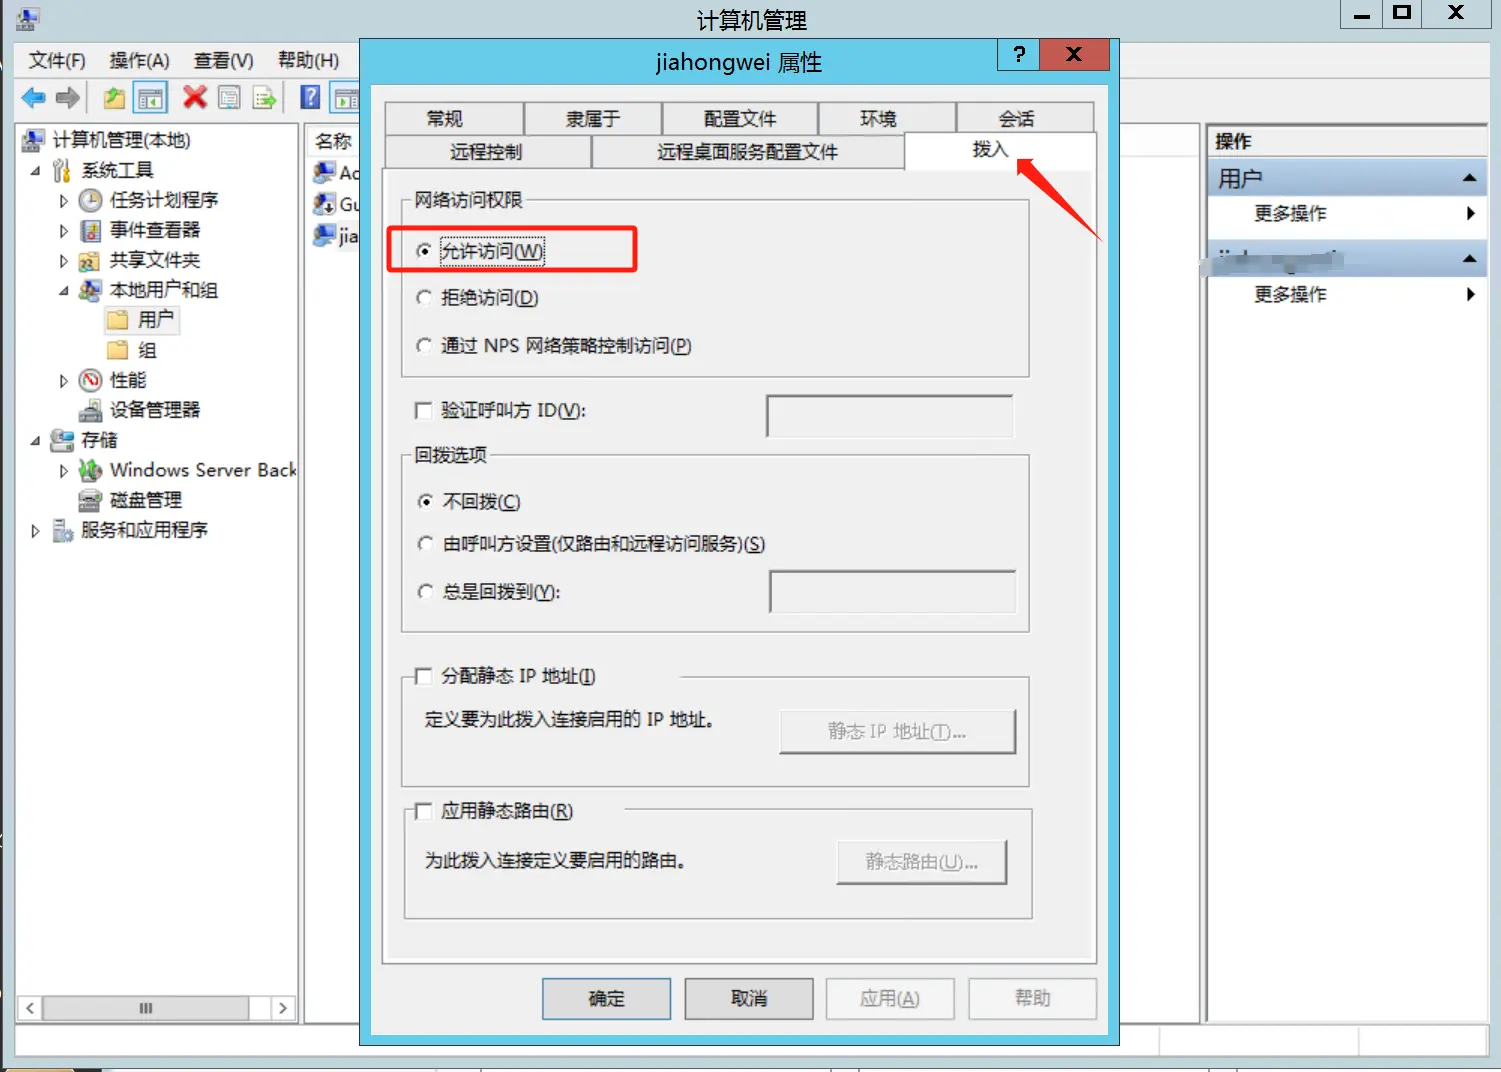 计算机管理
文件(F) 操作(A) 查看(V) 帮助(H)
计算机管理(本地)
系统工具
任务计划程序
事件查看器
共享文件夹
本地用户和组
用户
组
性能
设备管理器
存储
Windows Server Back
磁盘管理
服务和应用程序
名称
Ac
Gu
jia
jiahongwei 属性
常规 隶属于 配置文件 环境 会话
远程控制 远程桌面服务配置文件 拨入
网络访问权限
允许访问(W)
拒绝访问(D)
通过 NPS 网络策略控制访问(P)
验证呼叫方 ID(V):
回拨选项
不回拨(C)
由呼叫方设置(仅路由和远程访问服务)(S)
总是回拨到(Y):
分配静态 IP 地址(I)
定义要为此拨入连接启用的 IP 地址。
静态 IP 地址(T)...
应用静态路由(R)
为此拨入连接定义要启用的路由。
静态路由(U)...
确定 取消 应用(A) 帮助
操作
用户
更多操作
更多操作